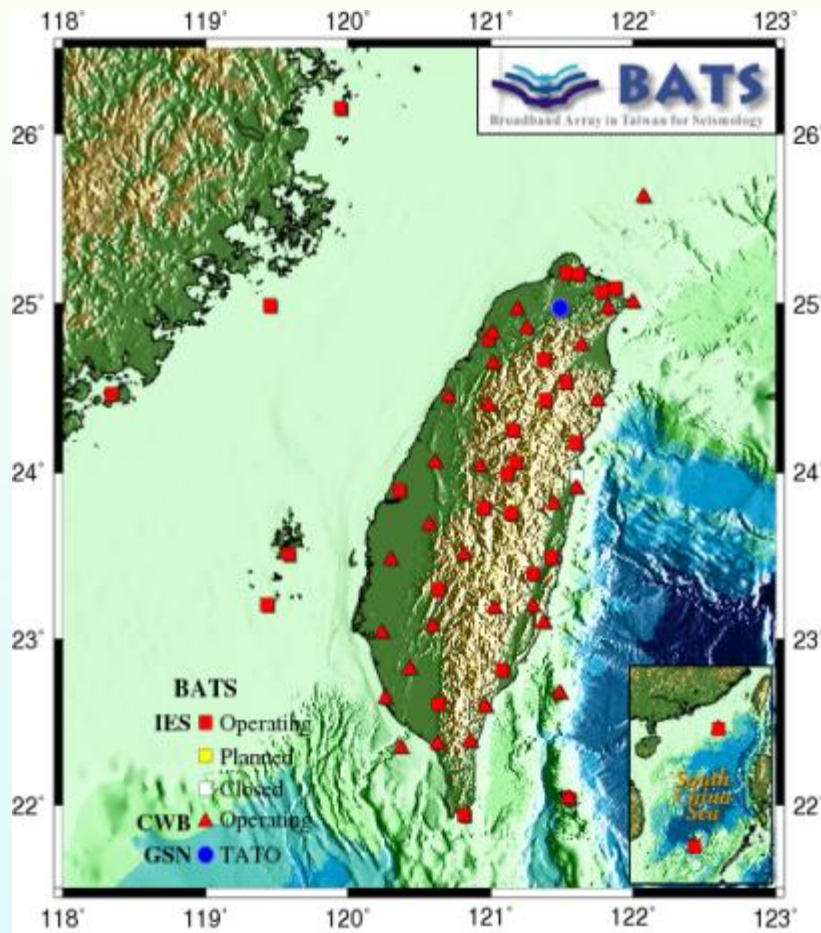 118° 119° 120° 121° 122° 123°
BATS
Broadband Array in Taiwan for Seismology
26° 26°
25° 25°
24° 24°
23° 23°
22° 22°
BATS
IES Operating
Planned
Closed
CWB Operating
GSN TATO
South
China
Sea
118° 119° 120° 121° 122° 123°